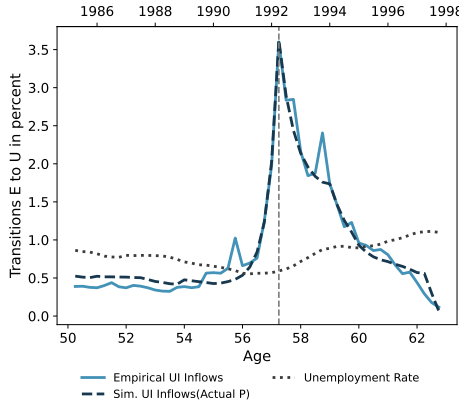 1986 1988 1990 1992 1994 1996 1998
Transitions E to U in percent
3.5
3.0
2.5
2.0
1.5
1.0
0.5
0.0
50 52 54 56 58 60 62
Age
Empirical UI Inflows
Unemployment Rate
Sim. UI Inflows(Actual P)